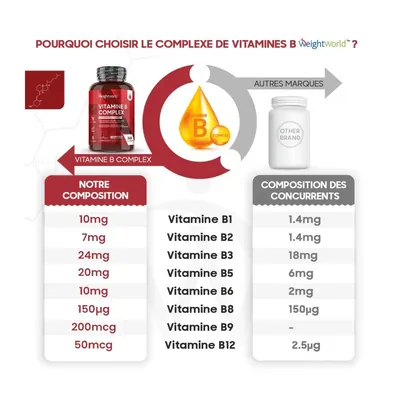 POURQUOI CHOISIR LE COMPLEXE DE VITAMINES B WeightWorld™ ?
AUTRES MARQUES
WeightWorld
VITAMINE B
COMPLEX
B
OTHER
BRAND
VITAMINE B COMPLEX
NOTRE
COMPOSITION
COMPOSITION DES
CONCURRENTS
10mg Vitamine B1 1.4mg
7mg Vitamine B2 1.4mg
24mg Vitamine B3 18mg
20mg Vitamine B5 6mg
10mg Vitamine B6 2mg
150µg Vitamine B8 150µg
200mcg Vitamine B9 -
50mcg Vitamine B12 2.5µg